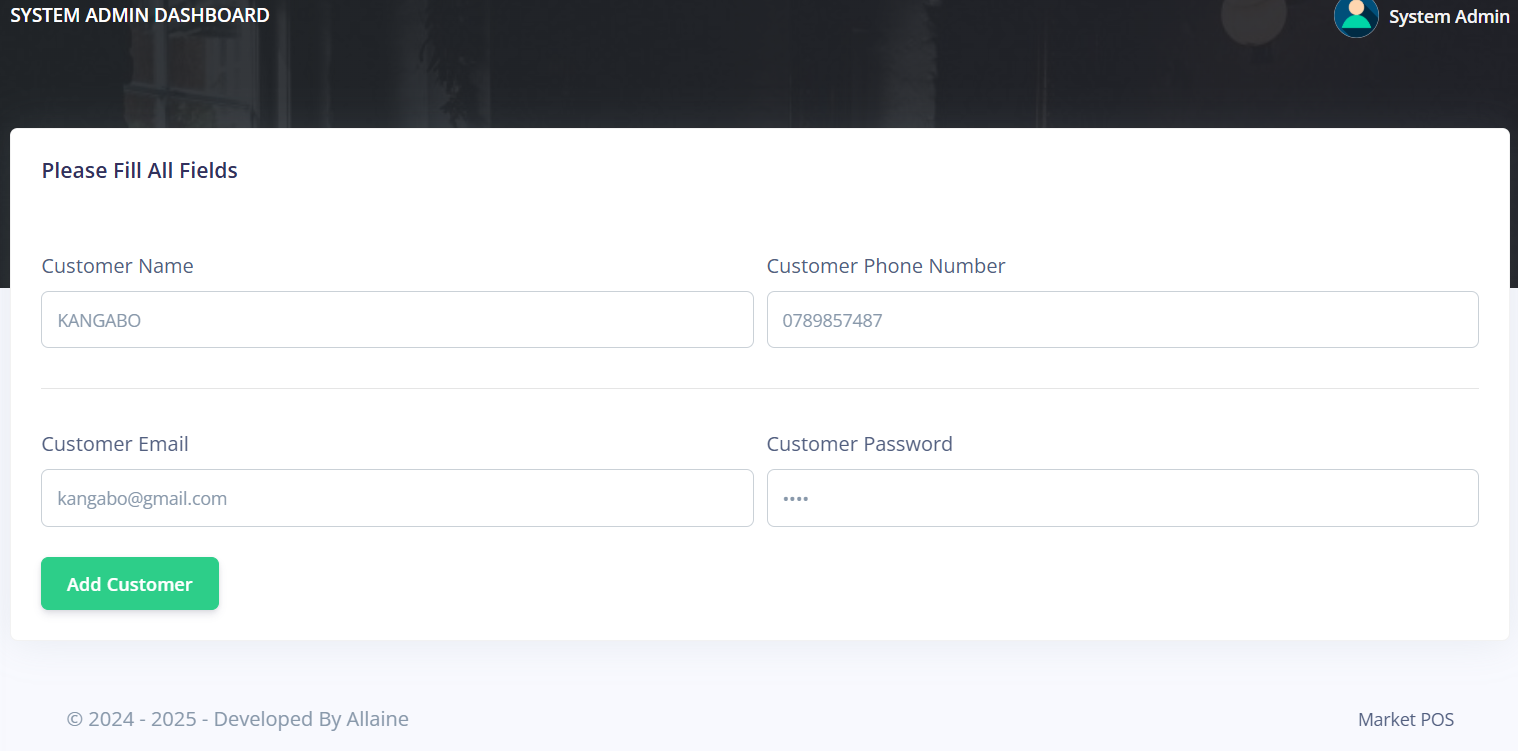 SYSTEM ADMIN DASHBOARD
System Admin
Please Fill All Fields
Customer Name
Customer Phone Number
KANGABO
0789857487
Customer Email
Customer Password
kangabo@gmail.com
••••
Add Customer
© 2024 - 2025 - Developed By Allaine
Market POS